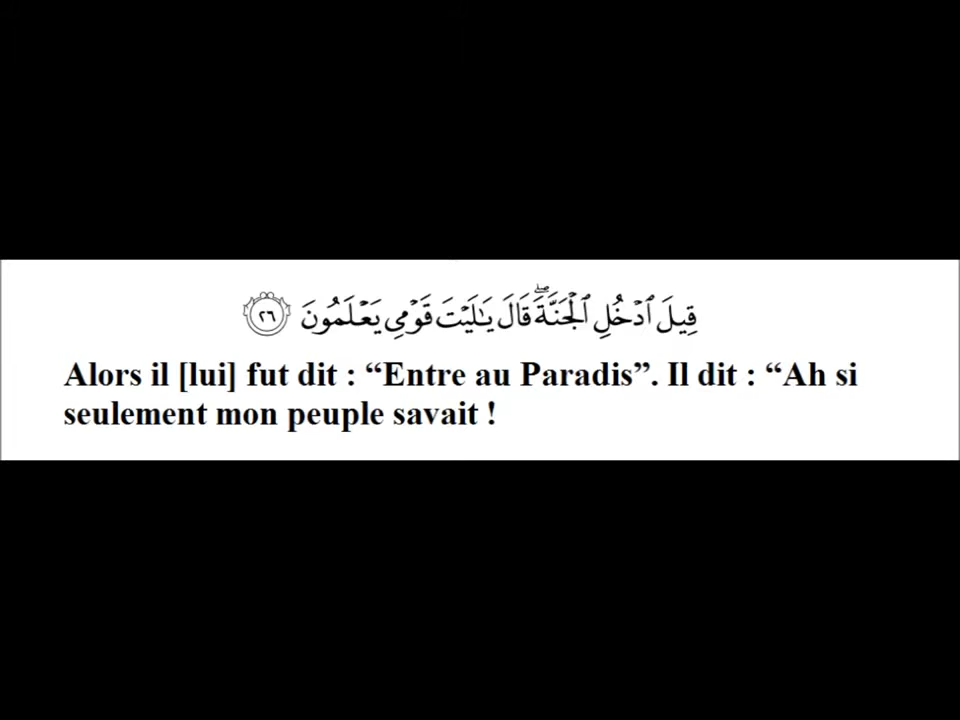 قِيلَ ٱدْخُلِ ٱلْجَنَّةَ ۖ قَالَ يَـٰلَيْتَ قَوْمِى يَعْلَمُونَ ٢٦
Alors il [lui] fut dit : “Entre au Paradis”. Il dit : “Ah si
seulement mon peuple savait !